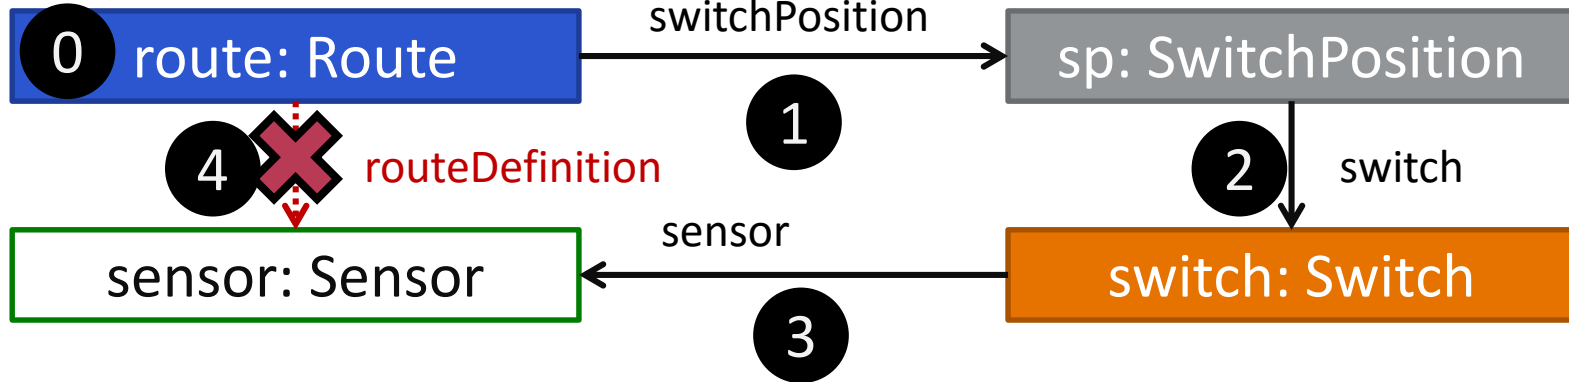 switchPosition
0
route: Route
sp: SwitchPosition
1
4
routeDefinition
2
switch
sensor
sensor: Sensor
switch: Switch
3